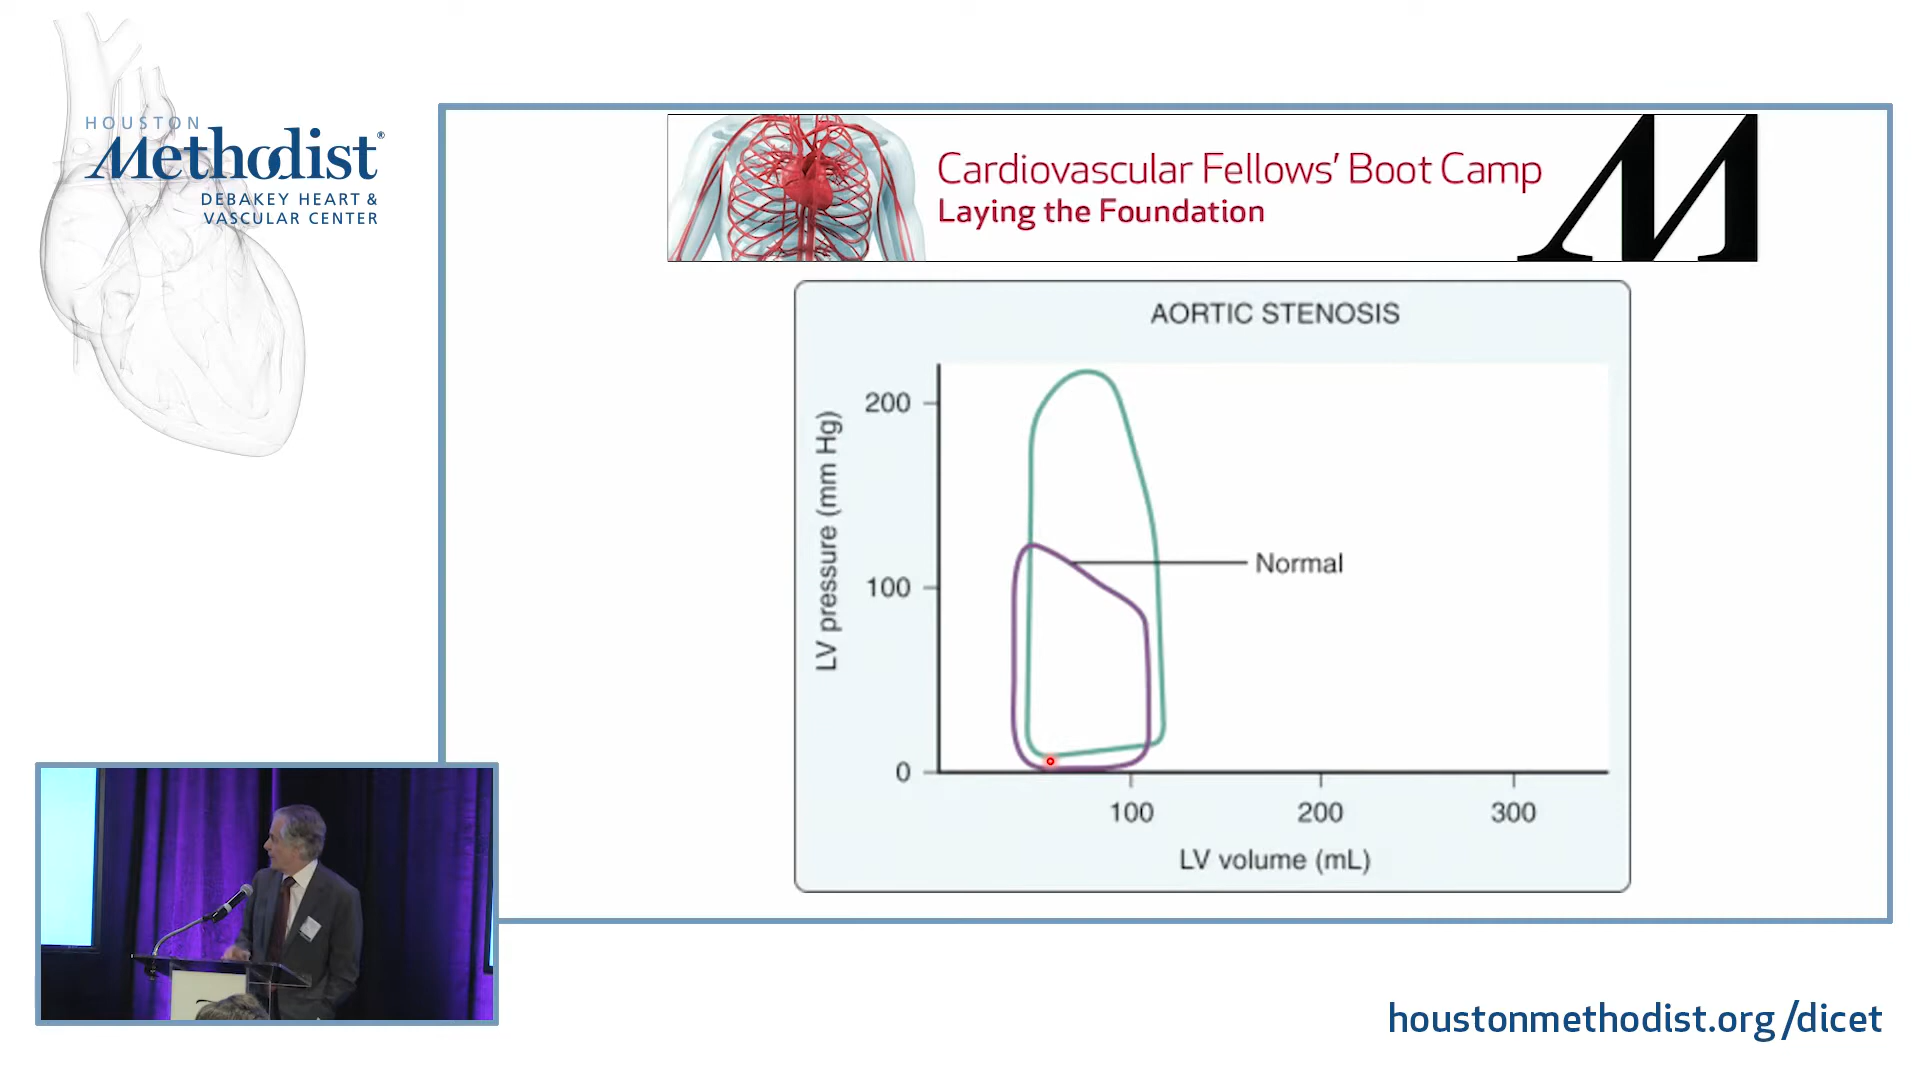 HOUSTON
Methodist®
DEBAKEY HEART &
VASCULAR CENTER
Cardiovascular Fellows' Boot Camp
Laying the Foundation
M
AORTIC STENOSIS
LV pressure (mm Hg)
200
100
0
Normal
100 200 300
LV volume (mL)
houstonmethodist.org/dicet